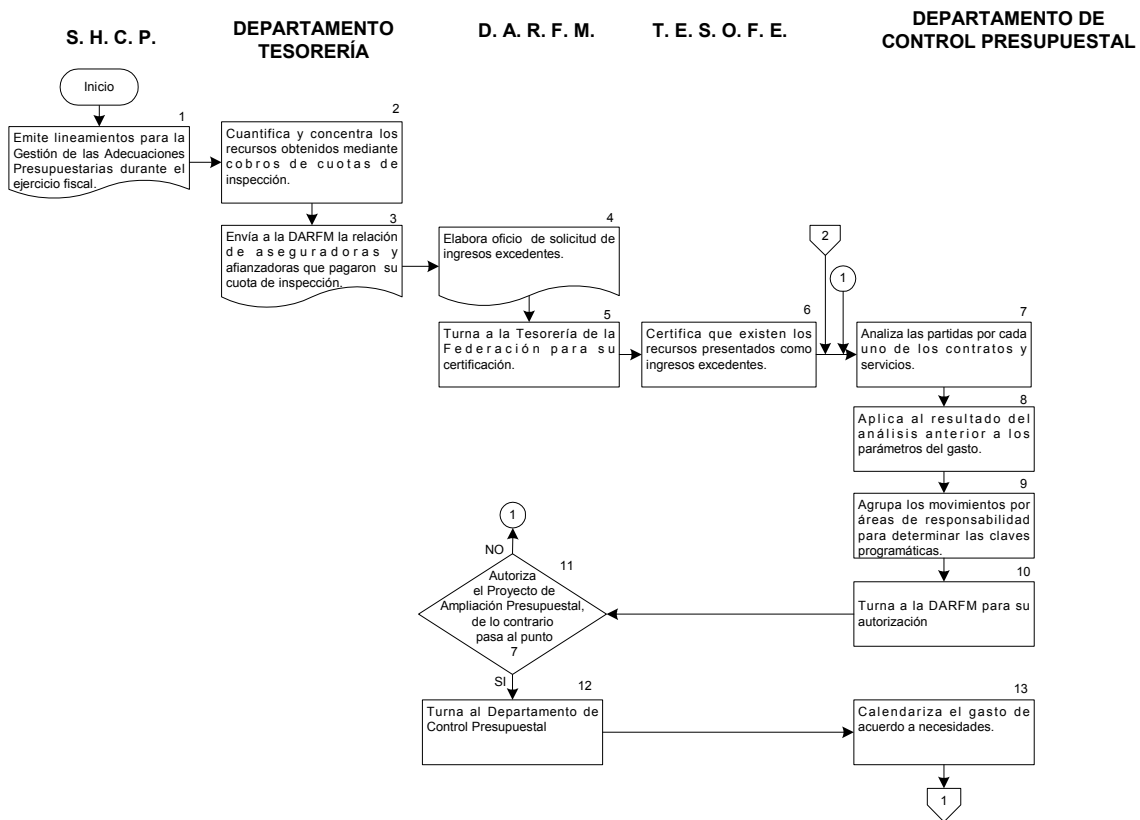 S. H. C. P.
DEPARTAMENTO
TESORERÍA
D. A. R. F. M.
T. E. S. O. F. E.
DEPARTAMENTO DE
CONTROL PRESUPUESTAL
Inicio
1
Emite lineamientos para la
Gestión de las Adecuaciones
Presupuestarias durante el
ejercicio fiscal.
2
Cuantifica y concentra los
recursos obtenidos mediante
cobros de cuotas de
inspección.
3
Envía a la DARFM la relación
de aseguradoras y
afianzadoras que pagaron su
cuota de inspección.
4
Elabora oficio de solicitud de
ingresos excedentes.
5
Turna a la Tesorería de la
Federación para su
certificación.
6
Certifica que existen los
recursos presentados como
ingresos excedentes.
2
1
7
Analiza las partidas por cada
uno de los contratos y
servicios.
8
Aplica al resultado del
análisis anterior a los
parámetros del gasto.
9
Agrupa los movimientos por
áreas de responsabilidad
para determinar las claves
programáticas.
10
Turna a la DARFM para su
autorización
1
NO
11
Autoriza
el Proyecto de
Ampliación Presupuestal,
de lo contrario
pasa al punto
7
SI
12
Turna al Departamento de
Control Presupuestal
13
Calendariza el gasto de
acuerdo a necesidades.
1